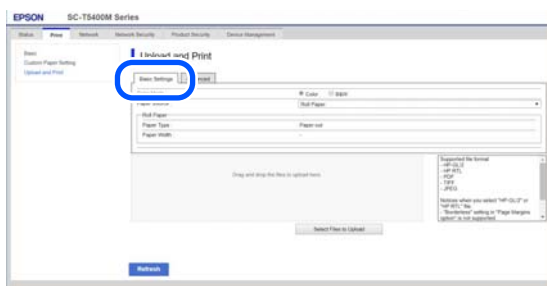 EPSON SC-T5400M Series
Status Print Network Network Security Product Security Device Management
Basic
Custom Paper Setting
Upload and Print
Upload and Print
Basic Settings
Color B&W
Roll Paper
Roll Paper
Paper Type Paper out
Paper Width -
Drag and drop the files to upload here.
Supported file format
- HP-GL/2
- HP RTL
- PDF
- TIFF
- JPEG
Notices when you select "HP-GL/2" or
"HP RTL" file
- "Borderless" setting in "Page Margins
option" is not supported
Select Files to Upload
Refresh